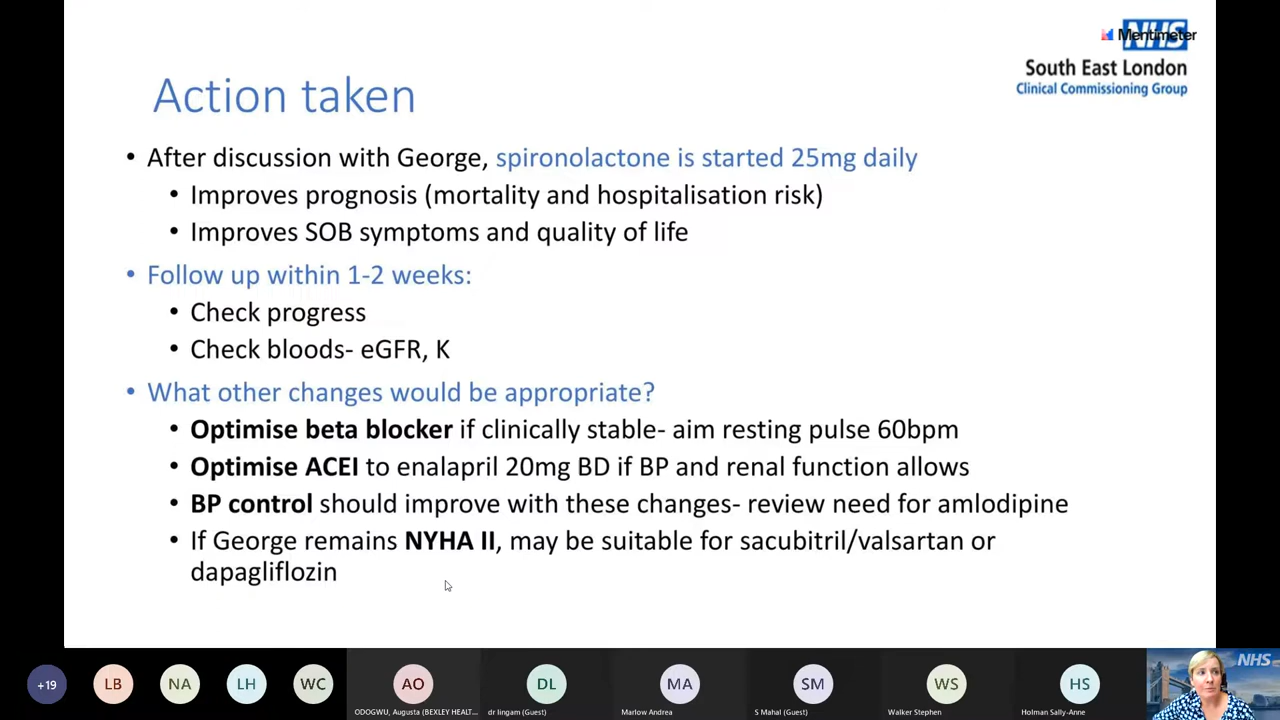 Mentimeter
NHS
South East London
Clinical Commissioning Group
Action taken
• After discussion with George, spironolactone is started 25mg daily
• Improves prognosis (mortality and hospitalisation risk)
• Improves SOB symptoms and quality of life
• Follow up within 1-2 weeks:
• Check progress
• Check bloods- eGFR, K
• What other changes would be appropriate?
• Optimise beta blocker if clinically stable- aim resting pulse 60bpm
• Optimise ACEI to enalapril 20mg BD if BP and renal function allows
• BP control should improve with these changes- review need for amlodipine
• If George remains NYHA II, may be suitable for sacubitril/valsartan or
dapagliflozin
+19
LB
NA
LH
WC
AO
DL
MA
SM
WS
HS
NHS
ODOGWU, Augusta (BEXLEY HEALT...
dr lingam (Guest)
Marlow Andrea
S Mahal (Guest)
Walker Stephen
Holman Sally-Anne